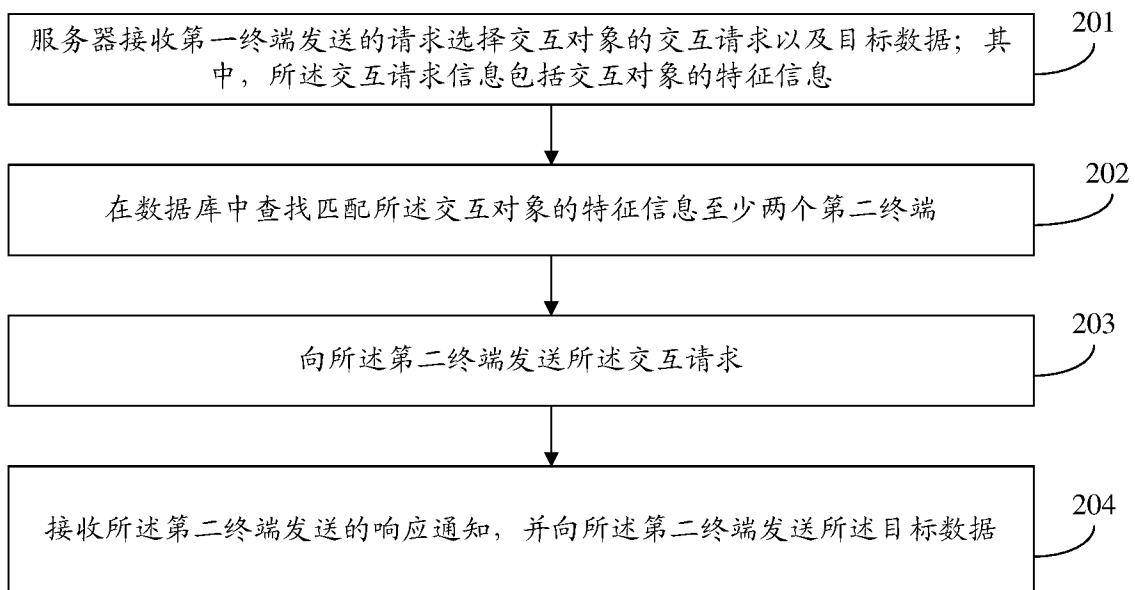 服务器接收第一终端发送的请求选择交互对象的交互请求以及目标数据；其
中，所述交互请求信息包括交互对象的特征信息
201
在数据库中查找匹配所述交互对象的特征信息至少两个第二终端
202
向所述第二终端发送所述交互请求
203
接收所述第二终端发送的响应通知，并向所述第二终端发送所述目标数据
204